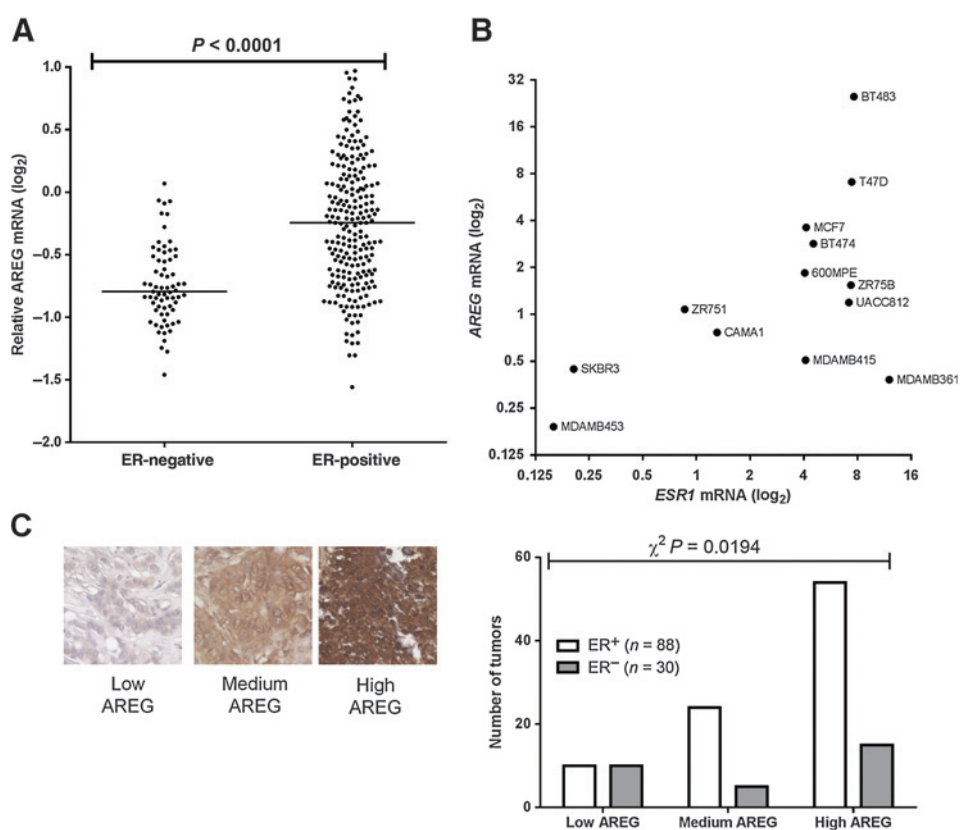 A
P < 0.0001
Relative AREG mRNA (log2)
1.0
0.5
0.0
–0.5
–1.0
–1.5
–2.0
ER-negative
ER-positive
B
AREG mRNA (log2)
32
16
8
4
2
1
0.5
0.25
0.125
BT483
T47D
MCF7
BT474
600MPE
ZR75B
UACC812
ZR751
CAMA1
MDAMB415
SKBR3
MDAMB361
MDAMB453
0.125
0.25
0.5
1
2
4
8
16
ESR1 mRNA (log2)
C
Low
AREG
Medium
AREG
High
AREG
χ2 P = 0.0194
Number of tumors
60
40
20
0
ER+ (n = 88)
ER– (n = 30)
Low AREG
Medium AREG
High AREG